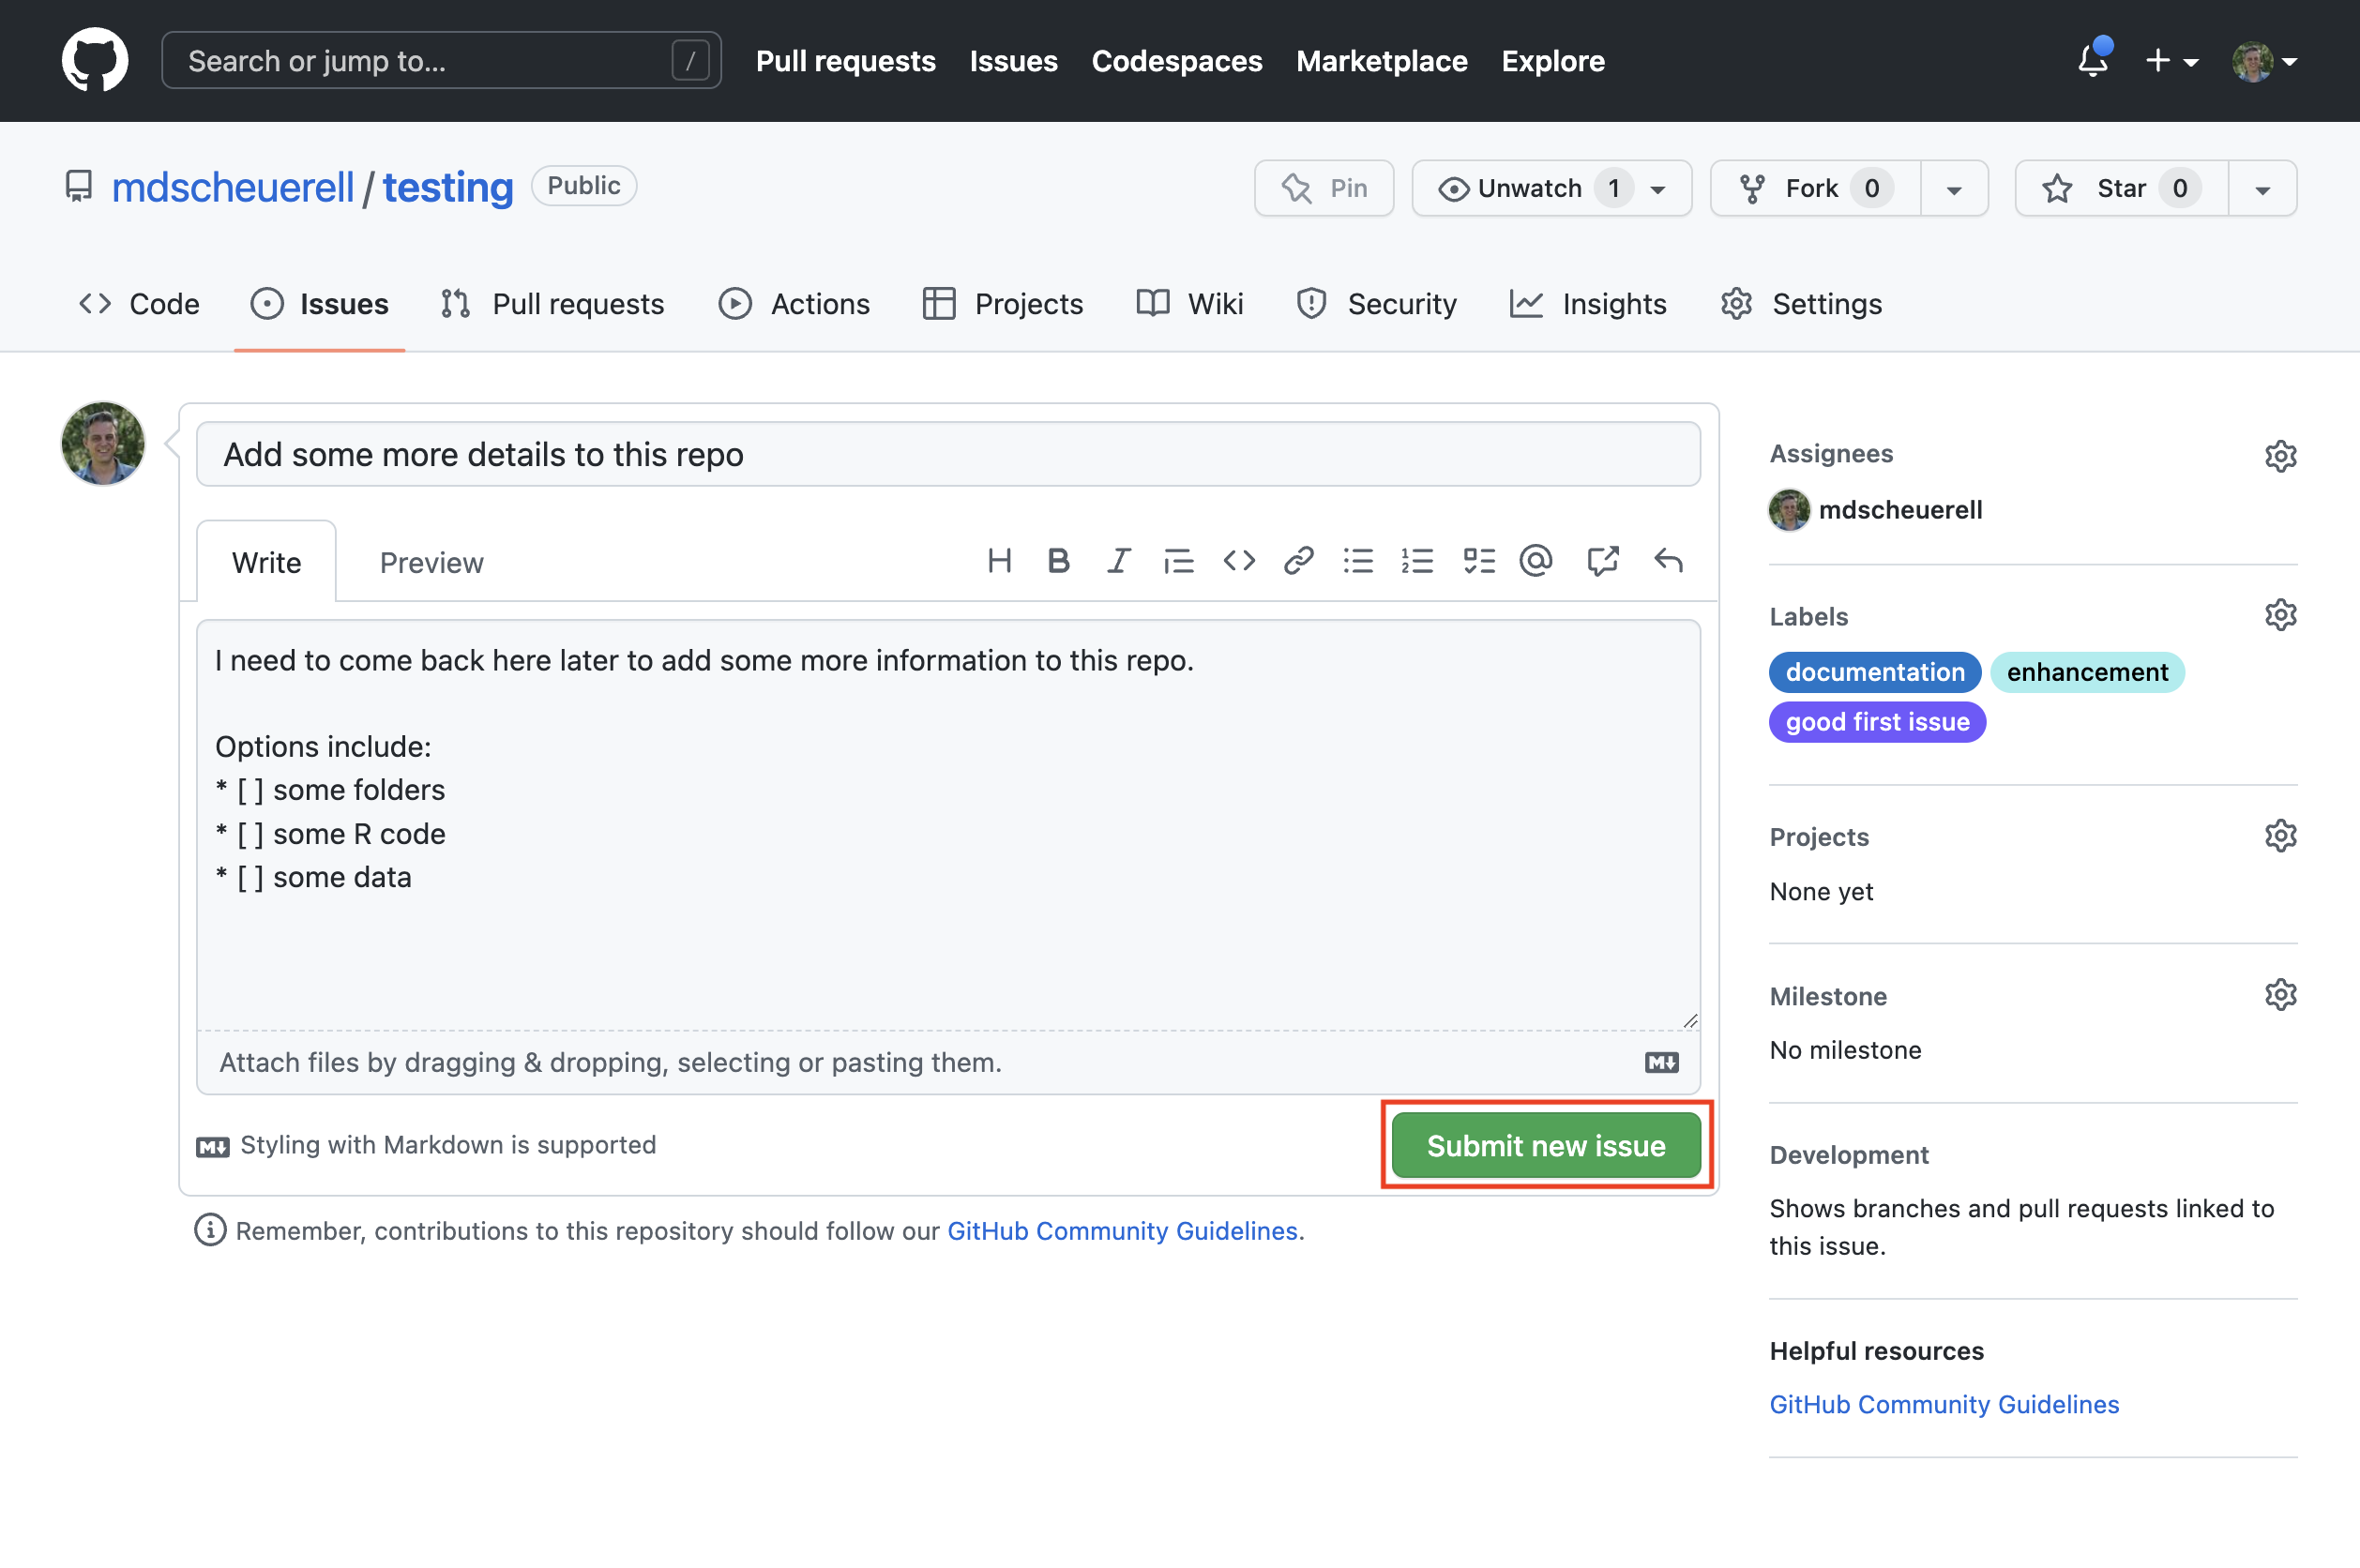 Search or jump to... /
Pull requests Issues Codespaces Marketplace Explore
mdscheuerell / testing Public
Pin Unwatch 1 Fork 0 Star 0
Code Issues Pull requests Actions Projects Wiki Security Insights Settings
Add some more details to this repo
Write Preview
I need to come back here later to add some more information to this repo.
Options include:
* [ ] some folders
* [ ] some R code
* [ ] some data
Attach files by dragging & dropping, selecting or pasting them.
Styling with Markdown is supported
Submit new issue
Remember, contributions to this repository should follow our GitHub Community Guidelines.
Assignees
mdscheuerell
Labels
documentation enhancement
good first issue
Projects
None yet
Milestone
No milestone
Development
Shows branches and pull requests linked to
this issue.
Helpful resources
GitHub Community Guidelines